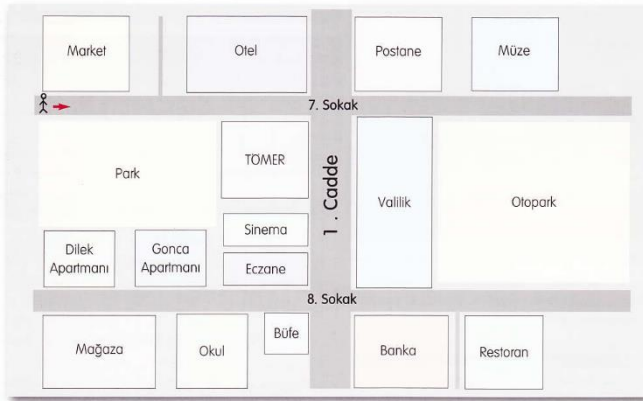 Market
Otel
Postane
Müze
7. Sokak
Park
TÖMER
1. Cadde
Valilik
Otopark
Sinema
Dilek
Apartmanı
Gonca
Apartmanı
Eczane
8. Sokak
Mağaza
Okul
Büfe
Banka
Restoran